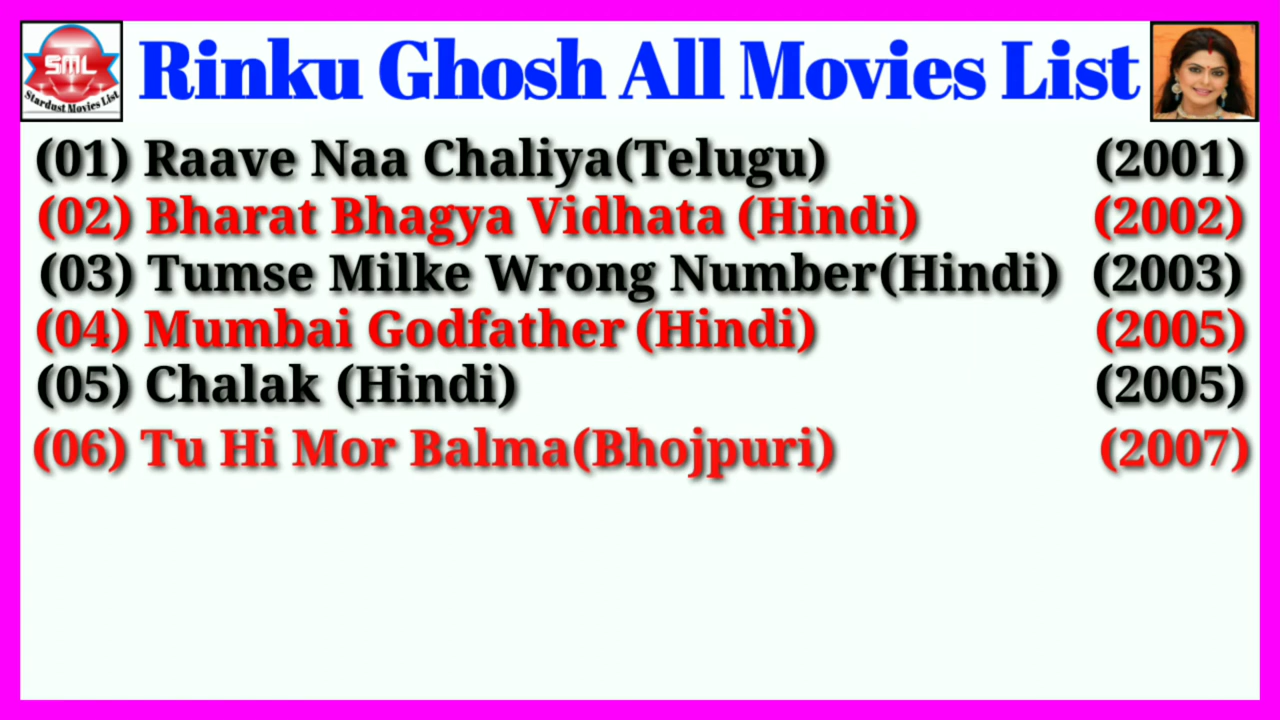 SML
Stardust Movies List
Rinku Ghosh All Movies List
(01) Raave Naa Chaliya(Telugu) (2001)
(02) Bharat Bhagya Vidhata (Hindi) (2002)
(03) Tumse Milke Wrong Number(Hindi) (2003)
(04) Mumbai Godfather (Hindi) (2005)
(05) Chalak (Hindi) (2005)
(06) Tu Hi Mor Balma(Bhojpuri) (2007)